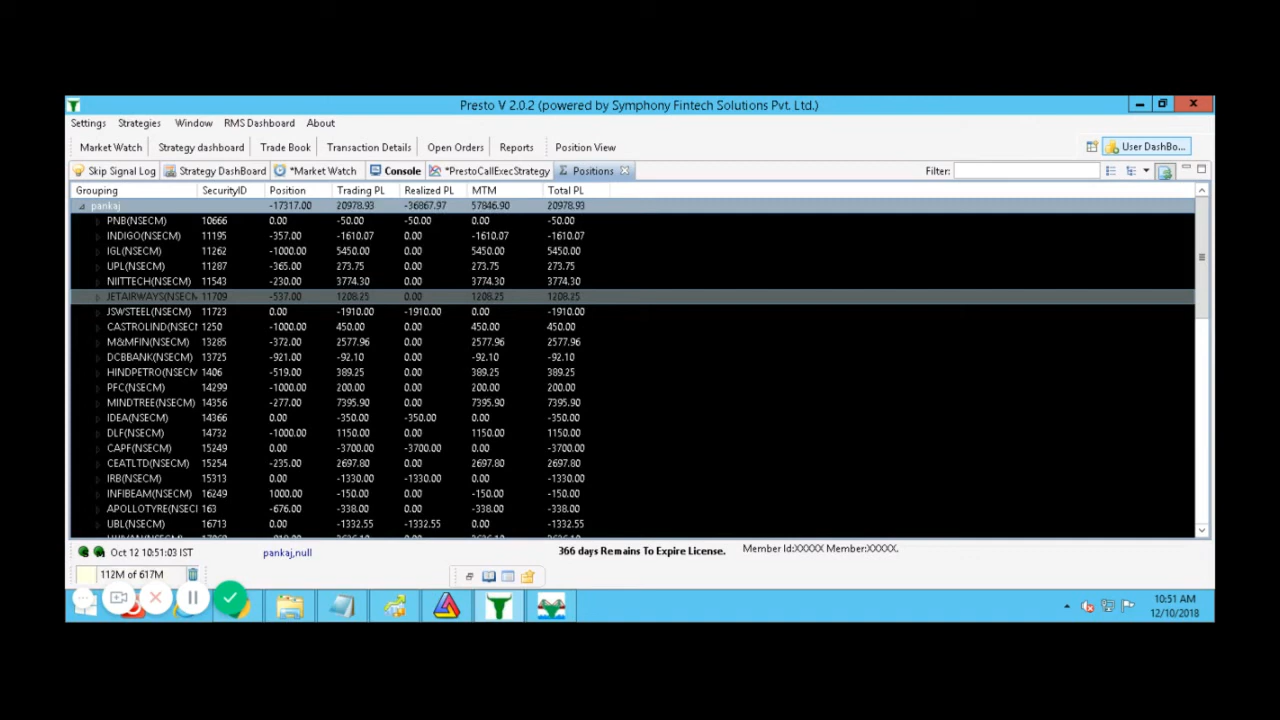 Presto V 2.0.2 (powered by Symphony Fintech Solutions Pvt. Ltd.)
Settings Strategies Window RMS Dashboard About
Market Watch Strategy dashboard Trade Book Transaction Details Open Orders Reports Position View User DashBo...
Skip Signal Log Strategy DashBoard *Market Watch Console *PrestoCallExecStrategy Σ Positions Filter:
Grouping SecurityID Position Trading PL Realized PL MTM Total PL
pankaj -17317.00 20978.93 -36867.97 57846.90 20978.93
PNB(NSECM) 10666 0.00 -50.00 -50.00 0.00 -50.00
INDIGO(NSECM) 11195 -357.00 -1610.07 0.00 -1610.07 -1610.07
IGL(NSECM) 11262 -1000.00 5450.00 0.00 5450.00 5450.00
UPL(NSECM) 11287 -365.00 273.75 0.00 273.75 273.75
NIITTECH(NSECM) 11543 -230.00 3774.30 0.00 3774.30 3774.30
JETAIRWAYS(NSECM 11709 -537.00 1208.25 0.00 1208.25 1208.25
JSWSTEEL(NSECM) 11723 0.00 -1910.00 -1910.00 0.00 -1910.00
CASTROLIND(NSECM 1250 -1000.00 450.00 0.00 450.00 450.00
M&MFIN(NSECM) 13285 -372.00 2577.96 0.00 2577.96 2577.96
DCBBANK(NSECM) 13725 -921.00 -92.10 0.00 -92.10 -92.10
HINDPETRO(NSECM 1406 -519.00 389.25 0.00 389.25 389.25
PFC(NSECM) 14299 -1000.00 200.00 0.00 200.00 200.00
MINDTREE(NSECM) 14356 -277.00 7395.90 0.00 7395.90 7395.90
IDEA(NSECM) 14366 0.00 -350.00 -350.00 0.00 -350.00
DLF(NSECM) 14732 -1000.00 1150.00 0.00 1150.00 1150.00
CAPF(NSECM) 15249 0.00 -3700.00 -3700.00 0.00 -3700.00
CEATLTD(NSECM) 15254 -235.00 2697.80 0.00 2697.80 2697.80
IRB(NSECM) 15313 0.00 -1330.00 -1330.00 0.00 -1330.00
INFIBEAM(NSECM) 16249 1000.00 -150.00 0.00 -150.00 -150.00
APOLLOTYRE(NSECI 163 -676.00 -338.00 0.00 -338.00 -338.00
UBL(NSECM) 16713 0.00 -1332.55 -1332.55 0.00 -1332.55
Oct 12 10:51:03 IST pankaj,null 366 days Remains To Expire License. Member Id:XXXXX Member:XXXXX.
112M of 617M
10:51 AM
12/10/2018